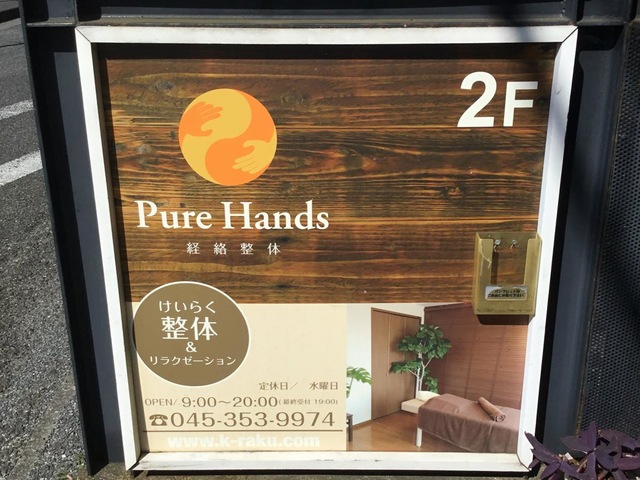 2F
Pure Hands
経絡整体
けいらく
整体
&
リラクゼーション
定休日/ 水曜日
OPEN/9:00〜20:00(最終受付 19:00)
☎045-353-9974
www.k-raku.com